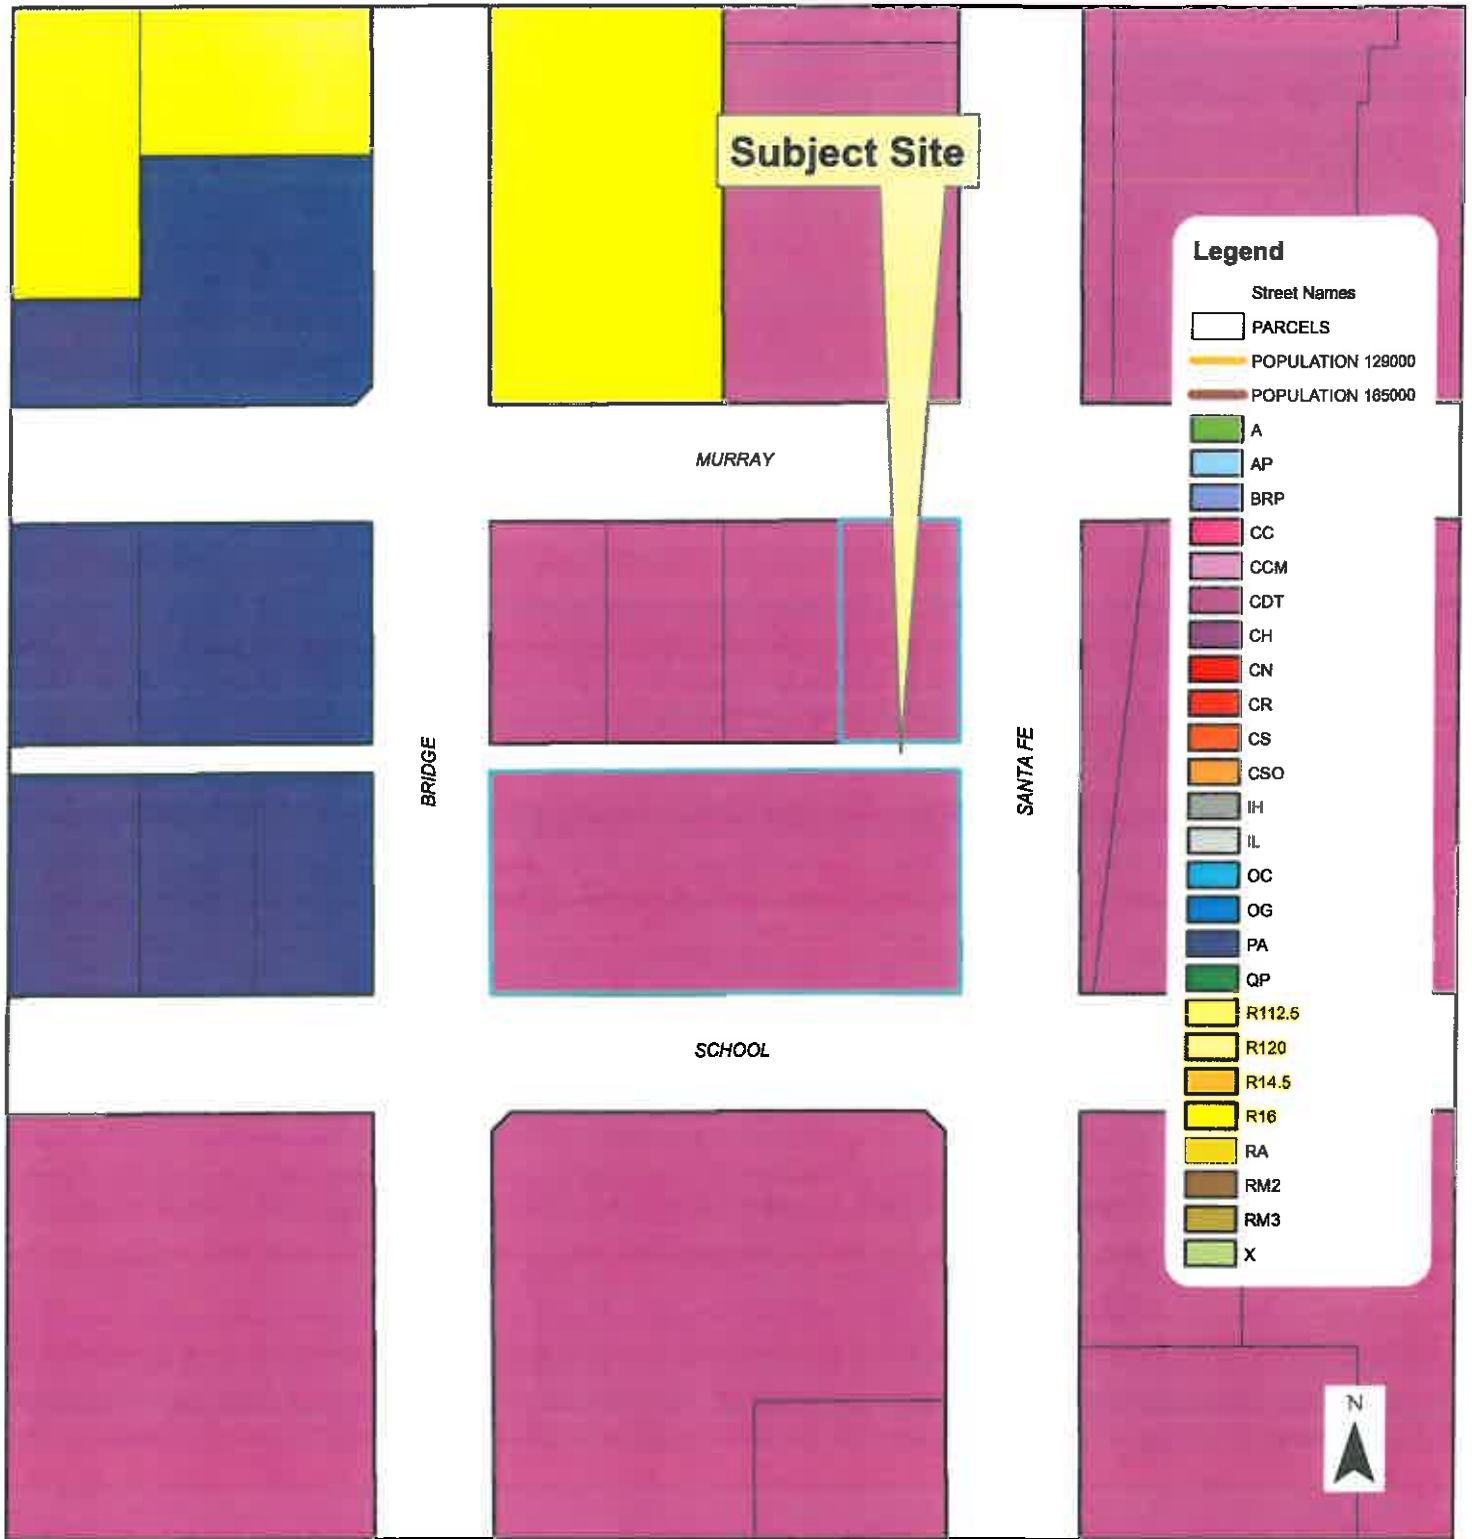 Subject Site
Legend
Street Names
PARCELS
POPULATION 129000
POPULATION 165000
A
AP
BRP
CC
CCM
CDT
CH
CN
CR
CS
CSO
IH
IL
OC
OG
PA
QP
R112.5
R120
R14.5
R16
RA
RM2
RM3
X
MURRAY
BRIDGE
SANTA FE
SCHOOL
N